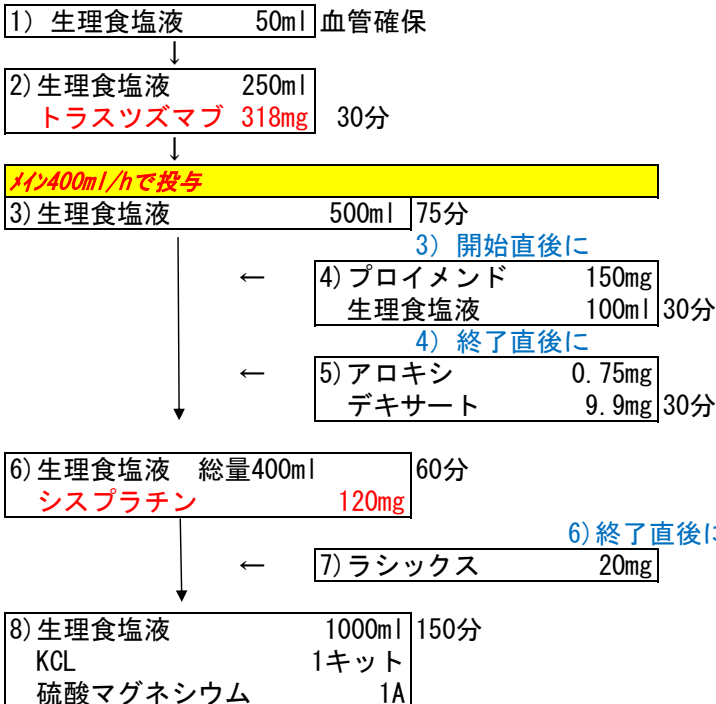 1) 生理食塩液 50ml 血管確保
↓
2)生理食塩液 250ml
トラスツズマブ 318mg 30分
↓
ﾒｲﾝ400ml/hで投与
3)生理食塩液 500ml 75分
3) 開始直後に
← 4)プロイメンド 150mg
生理食塩液 100ml 30分
4) 終了直後に
← 5)アロキシ 0.75mg
デキサート 9.9mg 30分
6)生理食塩液 総量400ml 60分
シスプラチン 120mg
6)終了直後に
← 7)ラシックス 20mg
8)生理食塩液 1000ml 150分
KCL 1キット
硫酸マグネシウム 1A